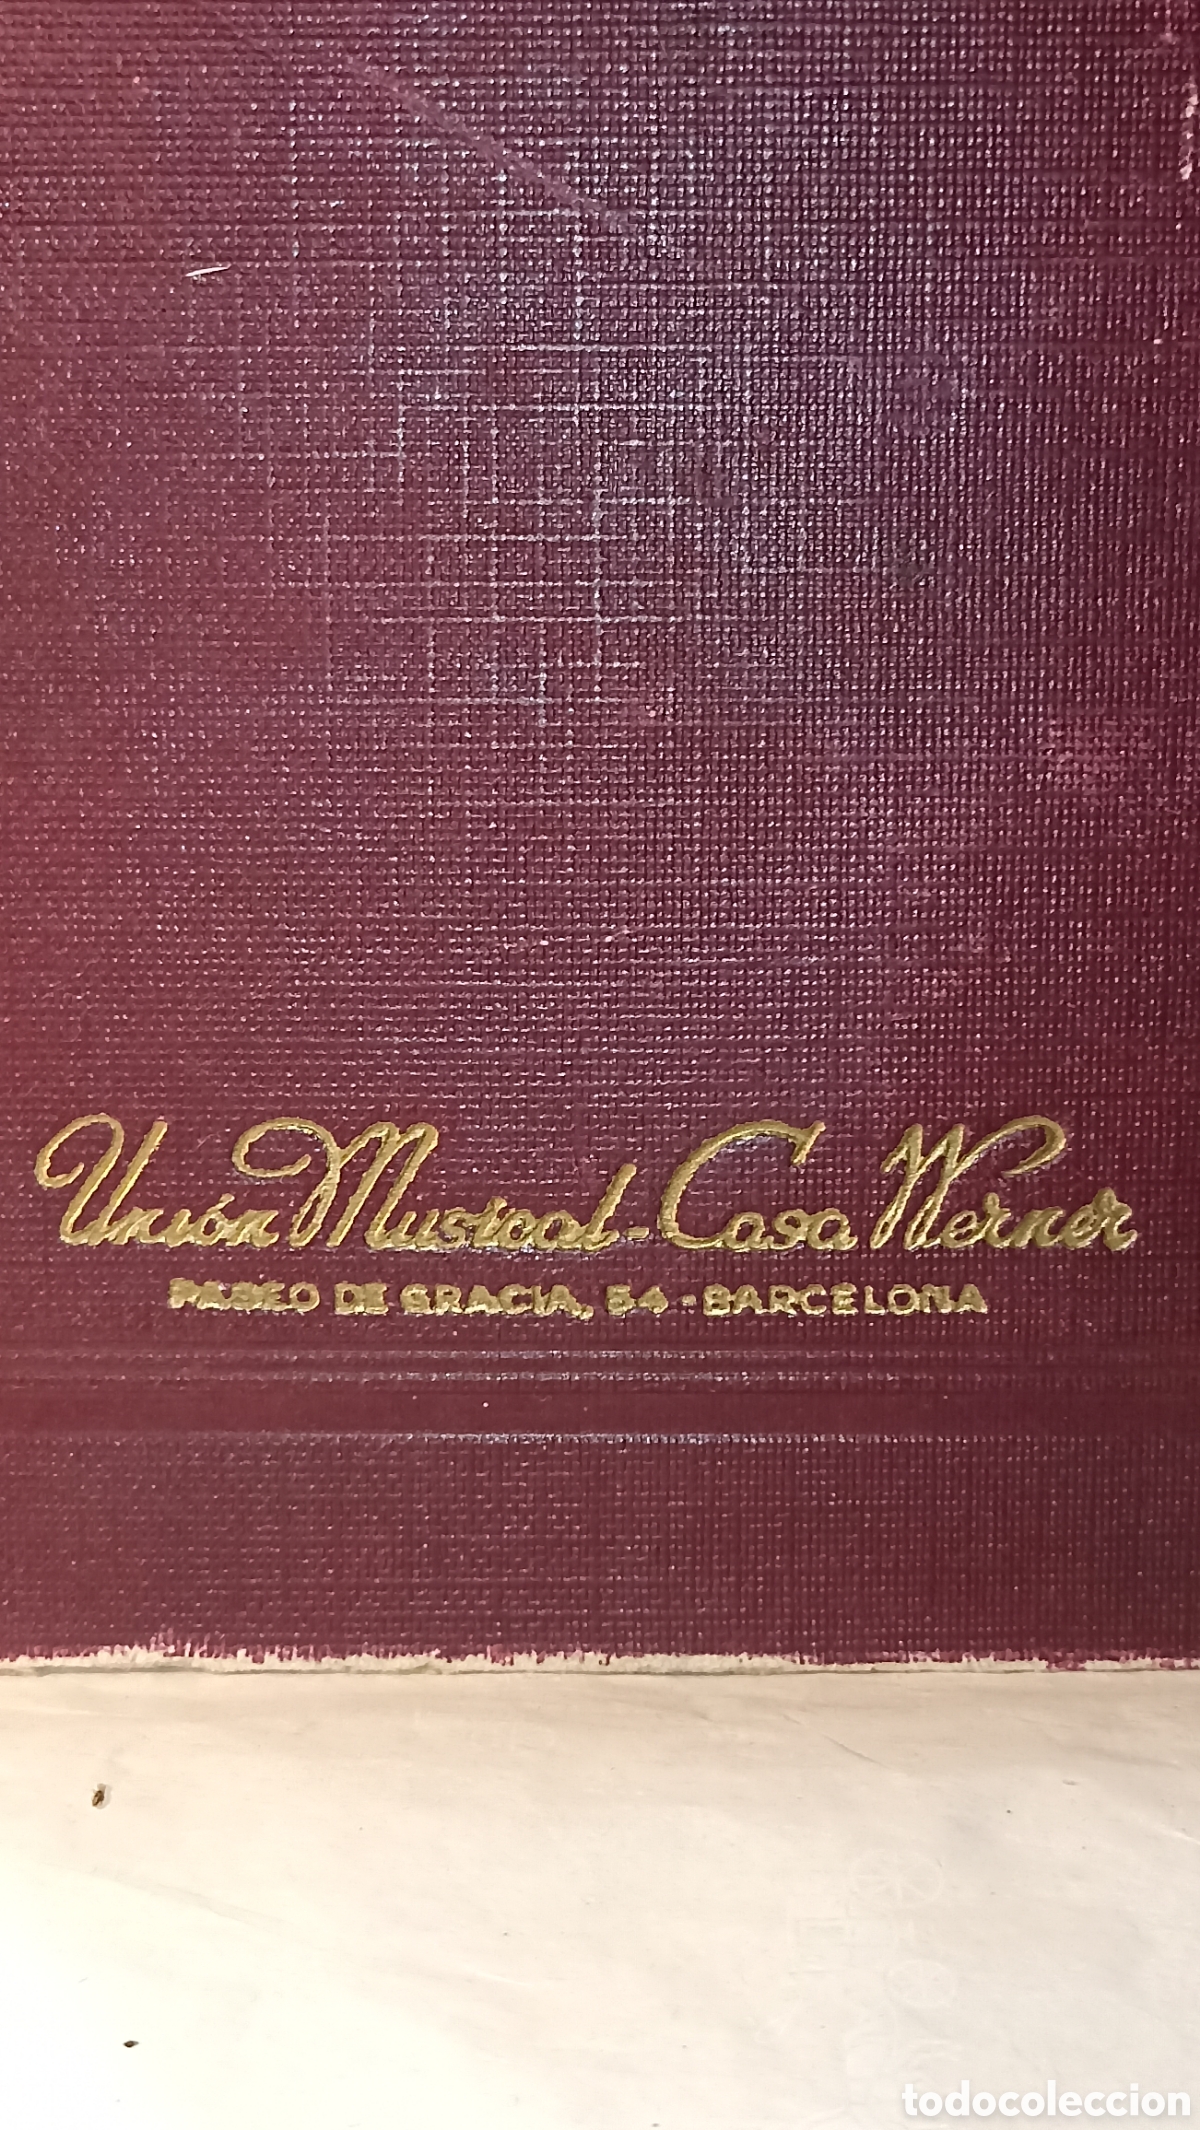 Unión Musical - Casa Werner
PASEO DE GRACIA, 54 - BARCELONA
todocoleccion